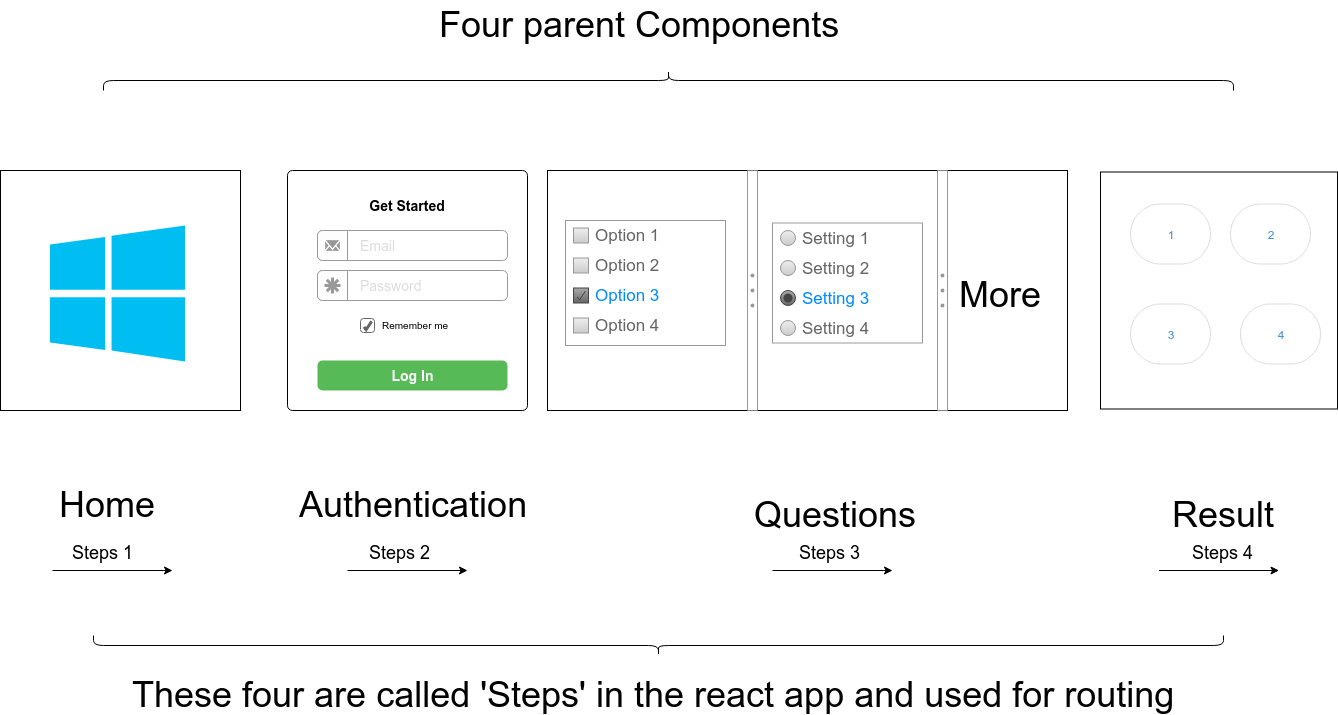 Four parent Components
Get Started
Email
Password
Remember me
Log In
Option 1
Option 2
Option 3
Option 4
Setting 1
Setting 2
Setting 3
Setting 4
More
1
2
3
4
Home
Steps 1
Authentication
Steps 2
Questions
Steps 3
Result
Steps 4
These four are called 'Steps' in the react app and used for routing